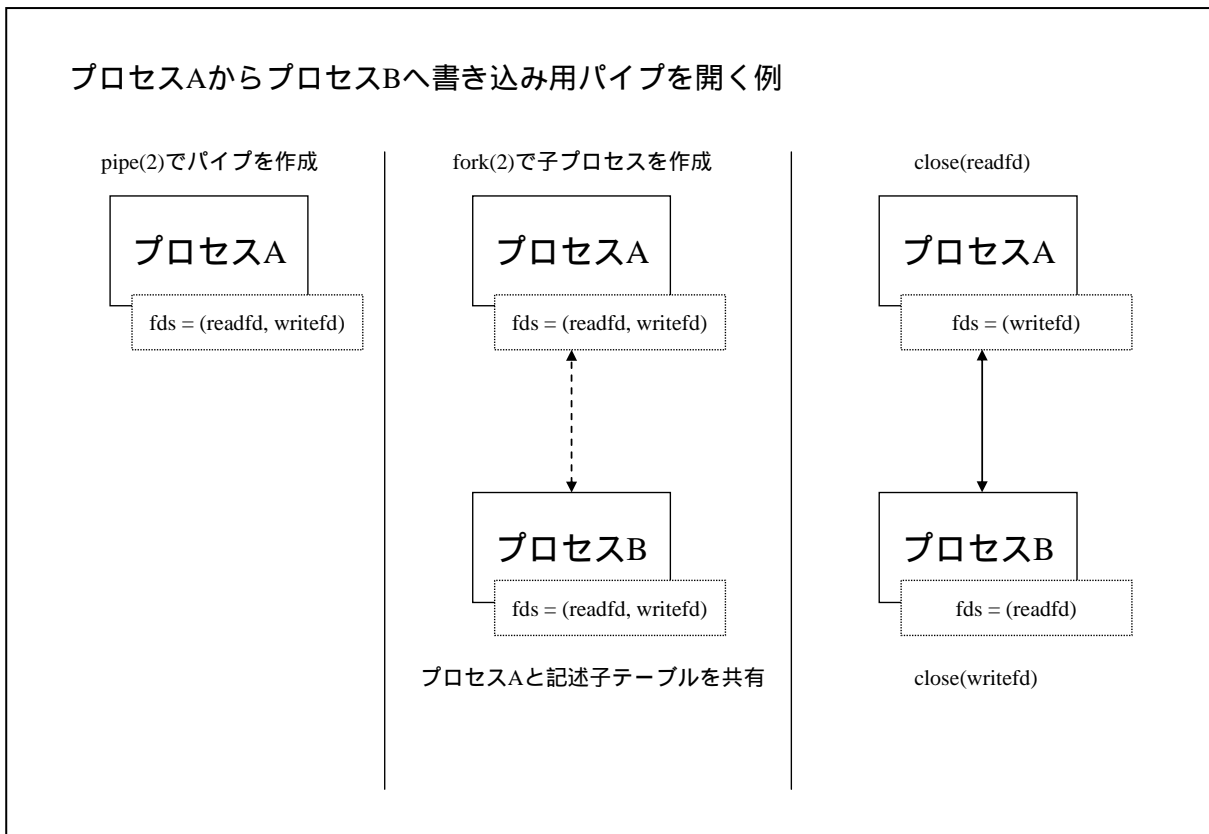 プロセスAからプロセスBへ書き込み用パイプを開く例
pipe(2)でパイプを作成
プロセスA
fds = (readfd, writefd)
fork(2)で子プロセスを作成
プロセスA
fds = (readfd, writefd)
プロセスB
fds = (readfd, writefd)
プロセスAと記述子テーブルを共有
close(readfd)
プロセスA
fds = (writefd)
プロセスB
fds = (readfd)
close(writefd)